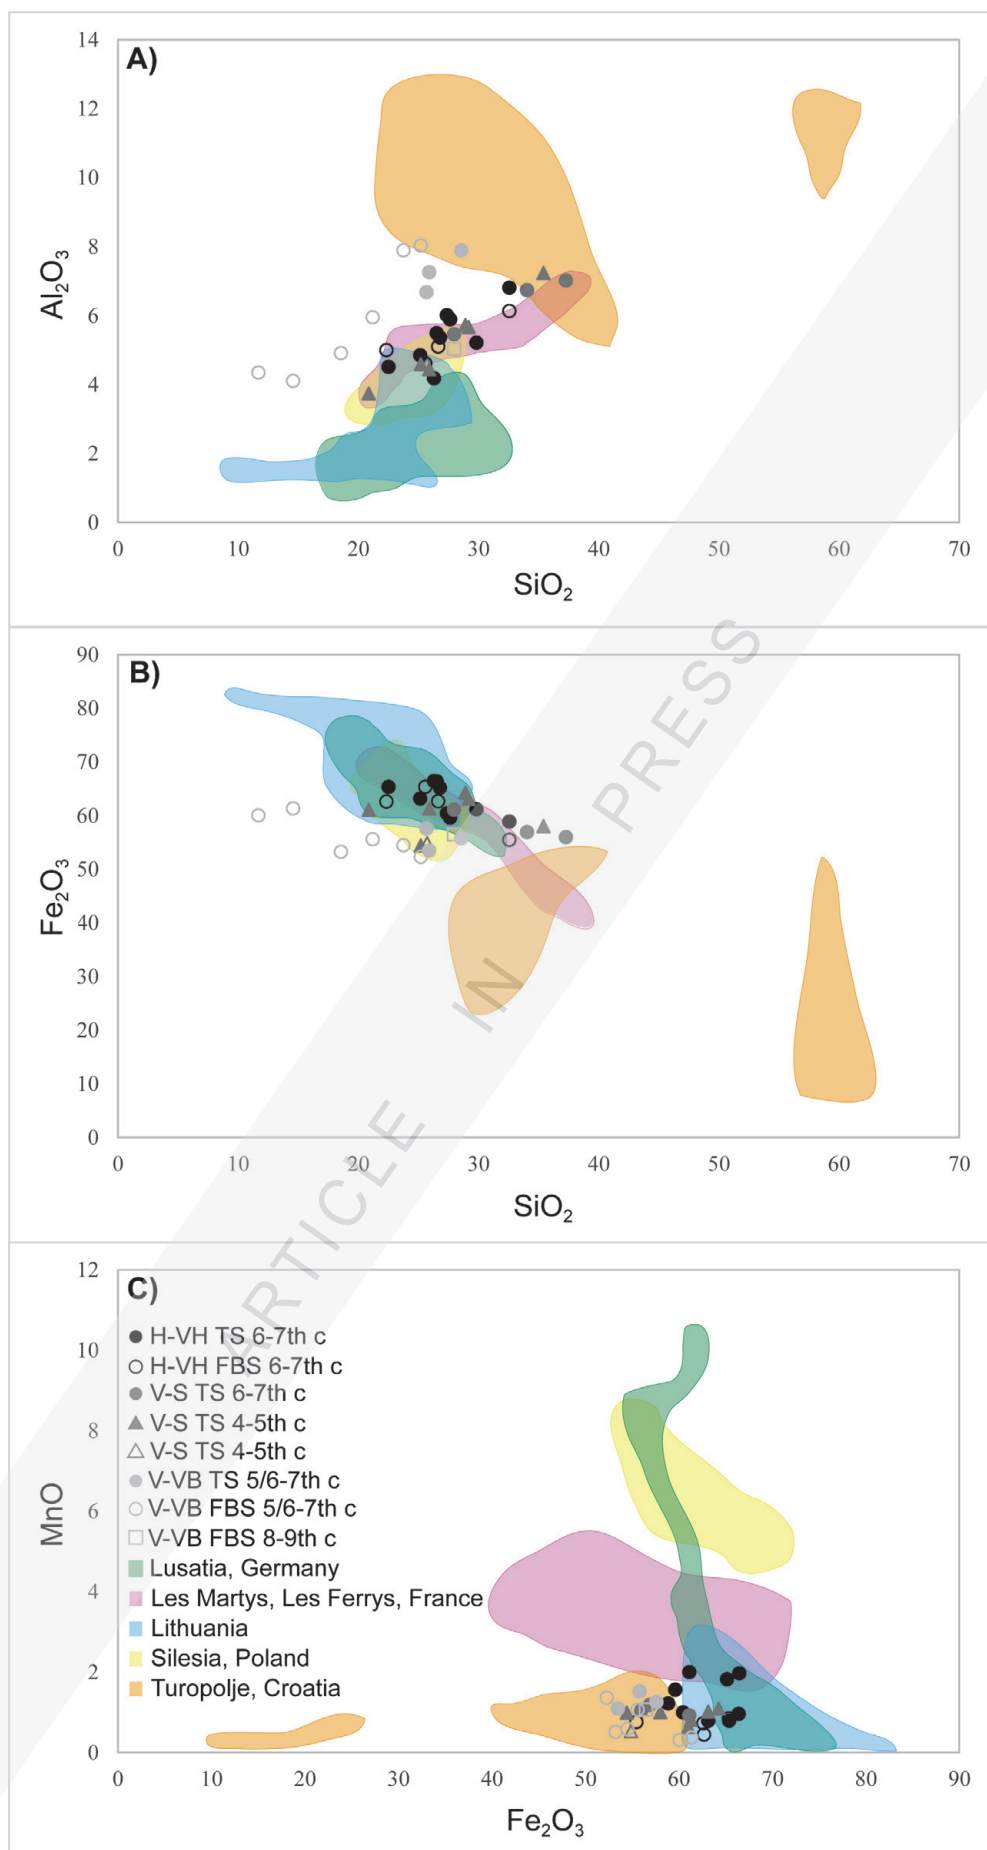 A)
14
12
10
8
6
4
2
0
Al₂O₃
0 10 20 30 40 50 60 70
SiO₂
B)
90
80
70
60
50
40
30
20
10
0
Fe₂O₃
0 10 20 30 40 50 60 70
SiO₂
C)
12
10
8
6
4
2
0
MnO
H-VH TS 6-7th c
H-VH FBS 6-7th c
V-S TS 6-7th c
V-S TS 4-5th c
V-S TS 4-5th c
V-VB TS 5/6-7th c
V-VB FBS 5/6-7th c
V-VB FBS 8-9th c
Lusatia, Germany
Les Martys, Les Ferrys, France
Lithuania
Silesia, Poland
Turopolje, Croatia
0 10 20 30 40 50 60 70 80 90
Fe₂O₃
ARTICLE IN PRESS